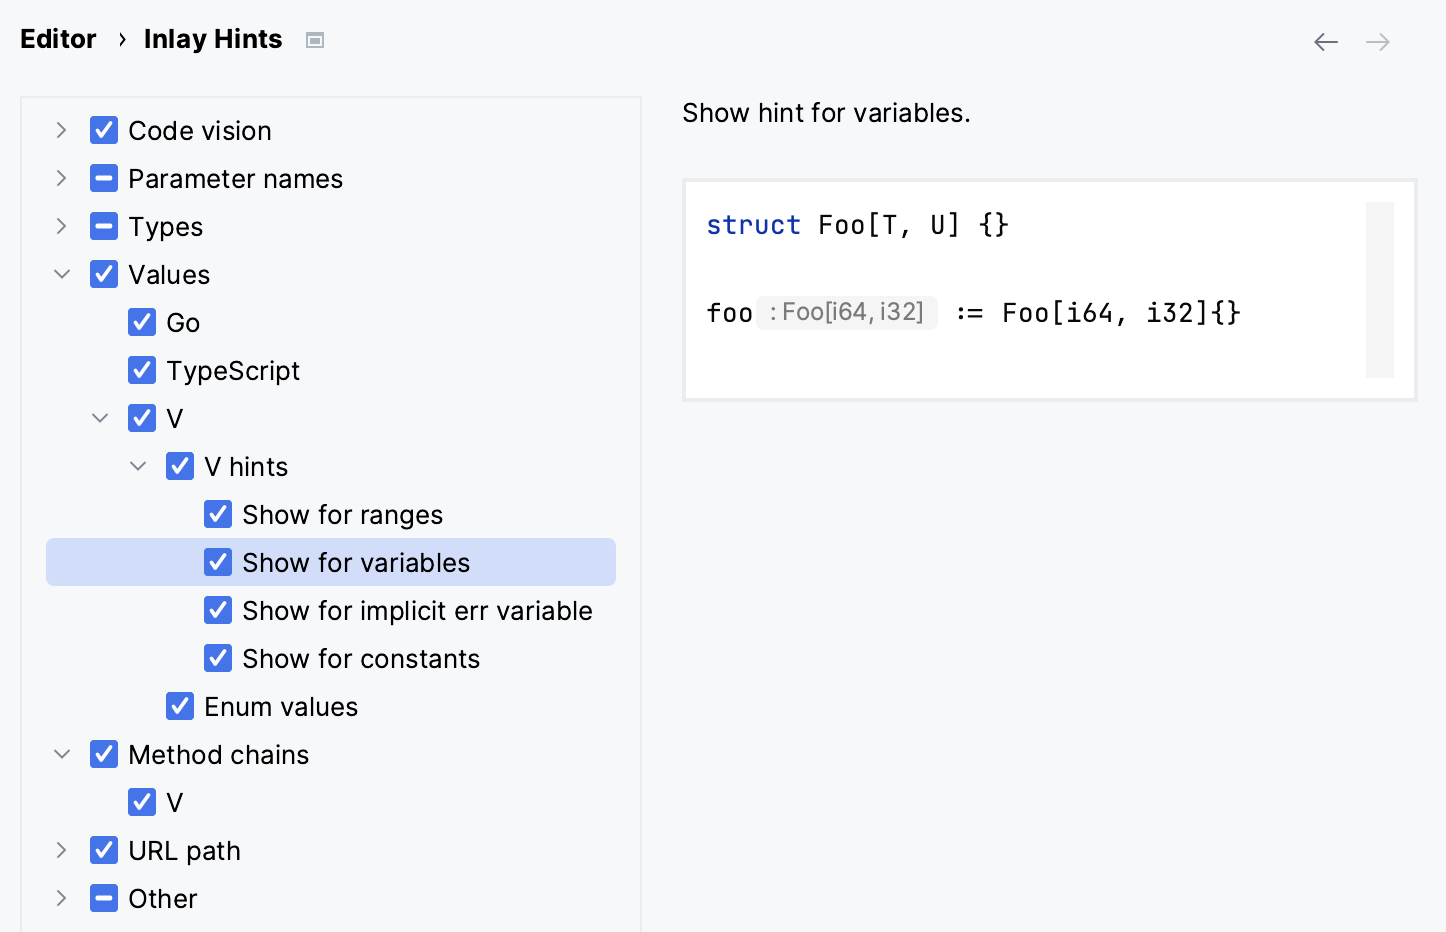 Editor › Inlay Hints
Code vision
Parameter names
Types
Values
Go
TypeScript
V
V hints
Show for ranges
Show for variables
Show for implicit err variable
Show for constants
Enum values
Method chains
V
URL path
Other
Show hint for variables.
struct Foo[T, U] {}
foo : Foo[i64, i32] := Foo[i64, i32]{}